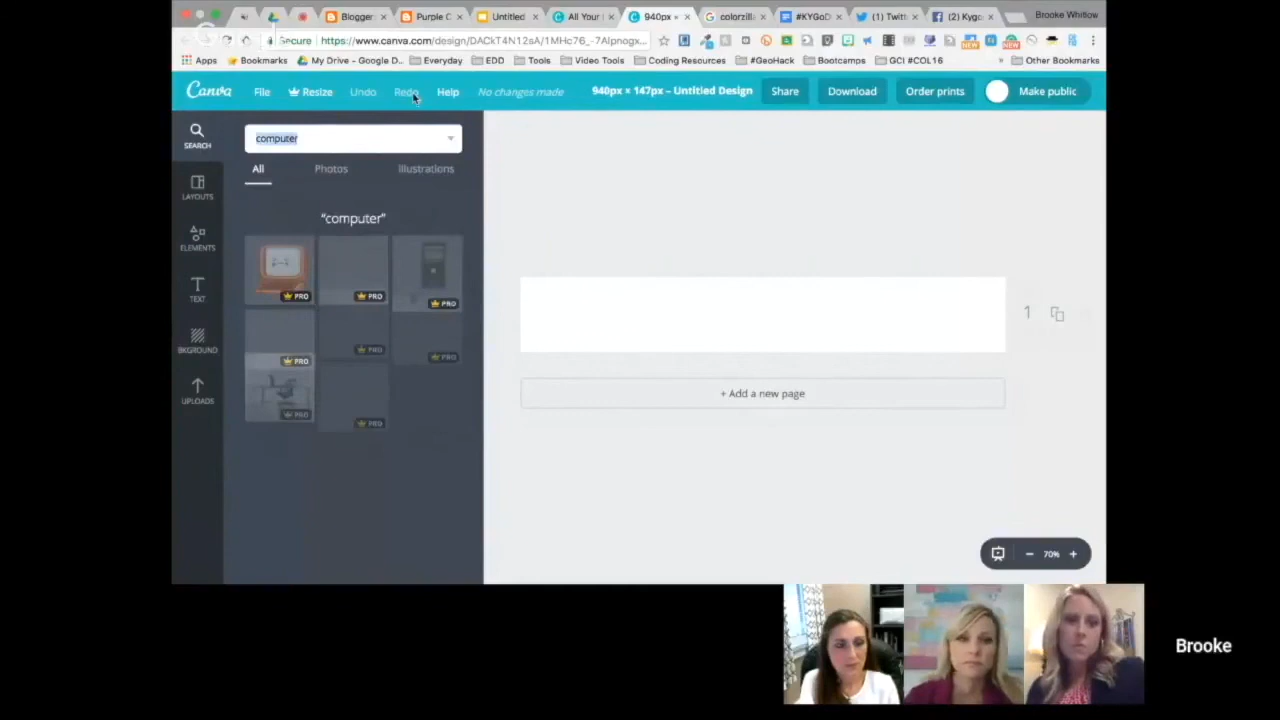 Blogger
Purple C
Untitled
All Your
940px ×
colorzill
#KYGoD
(1) Twitt
(2) Kygo
Brooke Whitlow
Secure
https://www.canva.com/design/DACkT4N12sA/1MHc76_-7Alpnogx...
Apps
Bookmarks
My Drive – Google D...
Everyday
EDD
Tools
Video Tools
Coding Resources
#GeoHack
Bootcamps
GCI #COL16
»
Other Bookmarks
Canva
File
Resize
Undo
Redo
Help
No changes made
940px × 147px – Untitled Design
Share
Download
Order prints
Make public
SEARCH
computer
All
Photos
Illustrations
LAYOUTS
"computer"
ELEMENTS
PRO
PRO
PRO
TEXT
BKGROUND
PRO
PRO
PRO
UPLOADS
PRO
PRO
1
+ Add a new page
70%
Brooke